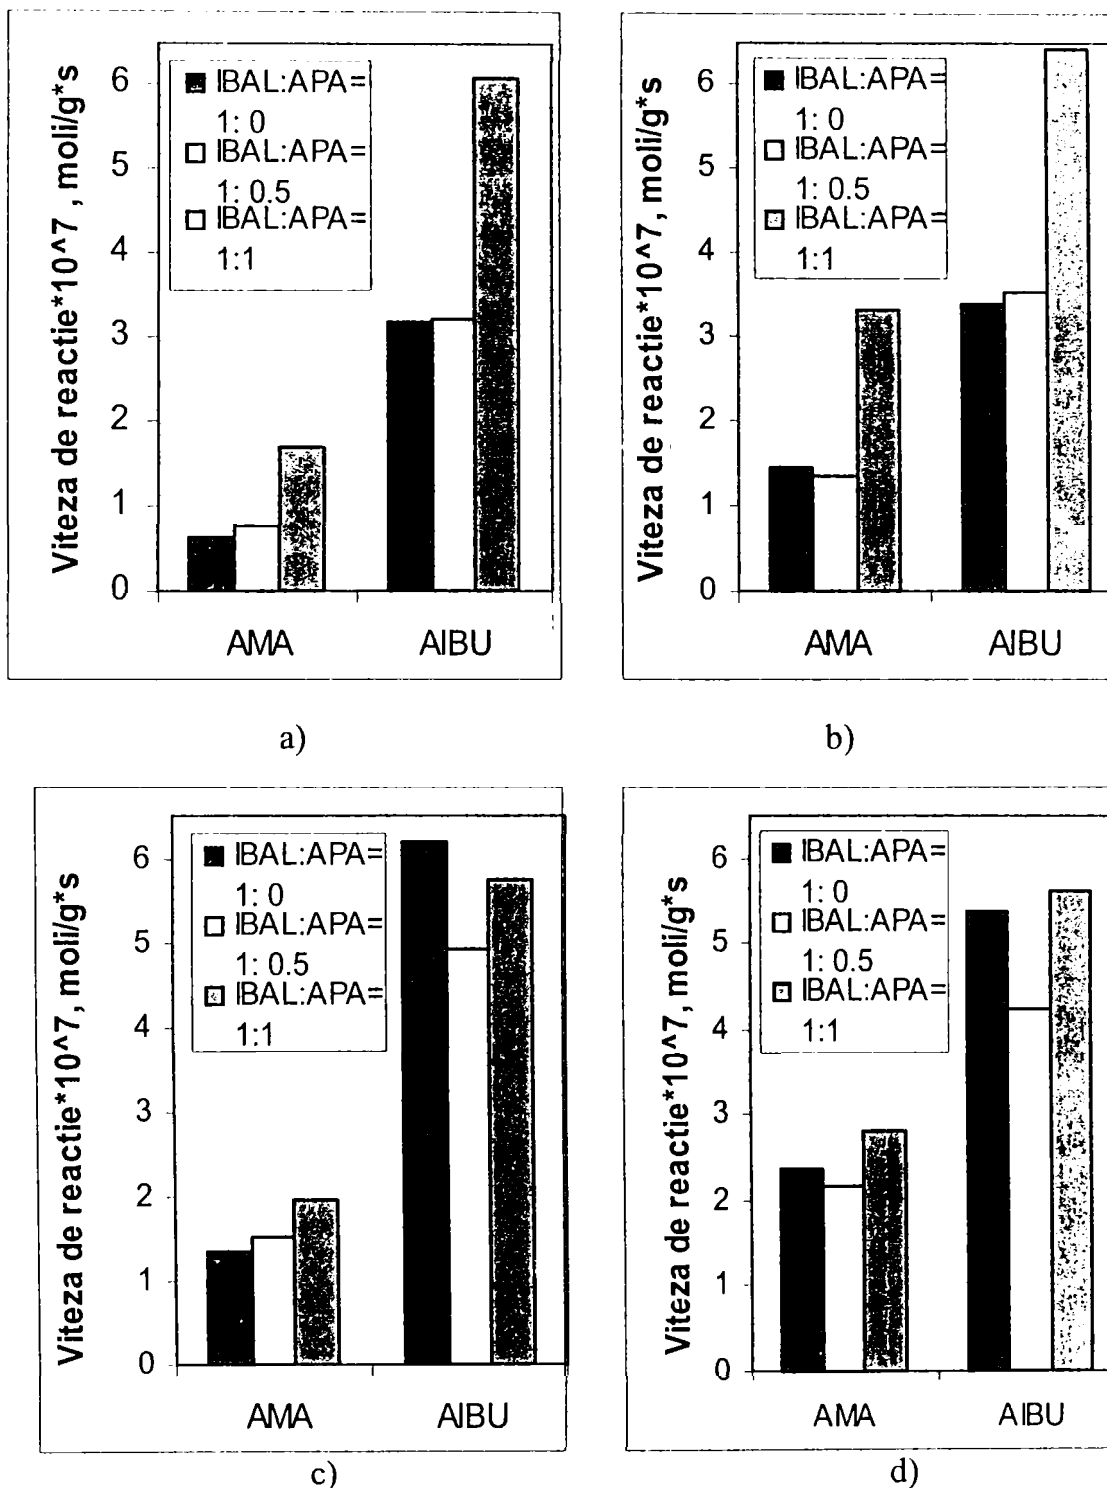 Viteza de reactie*10^7, moli/g*s
6
5
4
3
2
1
0
IBAL:APA=
1: 0
IBAL:APA=
1: 0.5
IBAL:APA=
1:1
AMA AIBU
a)
Viteza de reactie*10^7, moli/g*s
6
5
4
3
2
1
0
IBAL:APA=
1: 0
IBAL:APA=
1: 0.5
IBAL:APA=
1:1
AMA AIBU
b)
Viteza de reactie*10^7, moli/g*s
6
5
4
3
2
1
0
IBAL:APA=
1: 0
IBAL:APA=
1: 0.5
IBAL:APA=
1:1
AMA AIBU
c)
Viteza de reactie*10^7, moli/g*s
6
5
4
3
2
1
0
IBAL:APA=
1: 0
IBAL:APA=
1: 0.5
IBAL:APA=
1:1
AMA AIBU
d)